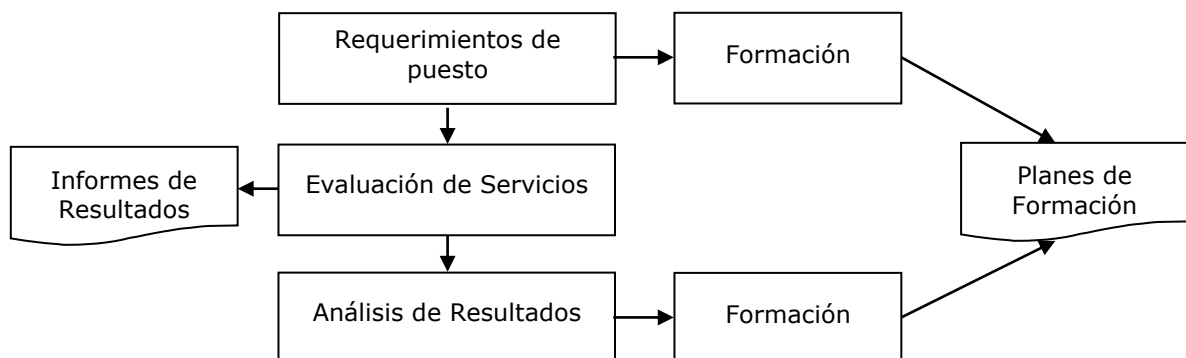 Requerimientos de
puesto
Formación
Informes de
Resultados
Evaluación de Servicios
Planes de
Formación
Análisis de Resultados
Formación